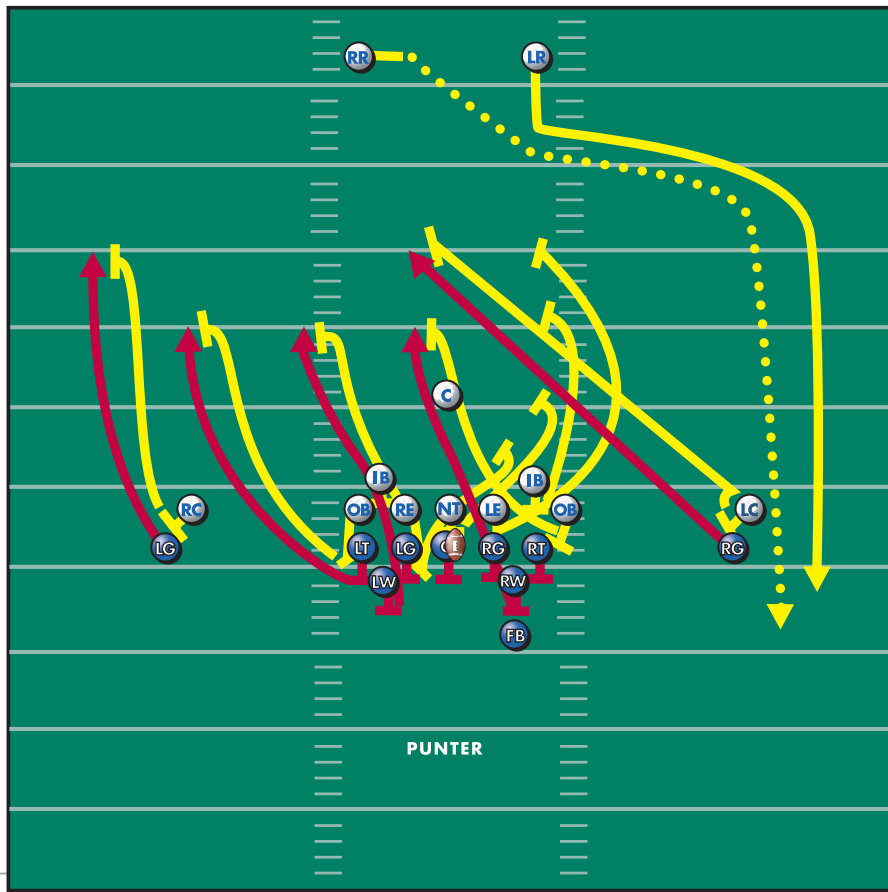 RR LR
C
IB IB
RC OB RE NT LE OB LC
LG LT LG C RG RT RG
LW RW
FB
PUNTER